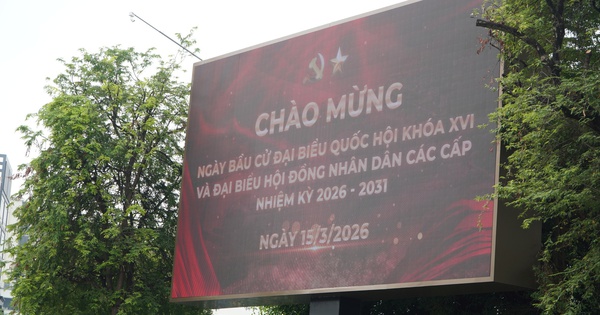 CHÀO MỪNG
NGÀY BẦU CỬ ĐẠI BIỂU QUỐC HỘI KHÓA XVI
VÀ ĐẠI BIỂU HỘI ĐỒNG NHÂN DÂN CÁC CẤP
NHIỆM KỲ 2026 - 2031
NGÀY 15/3/2026